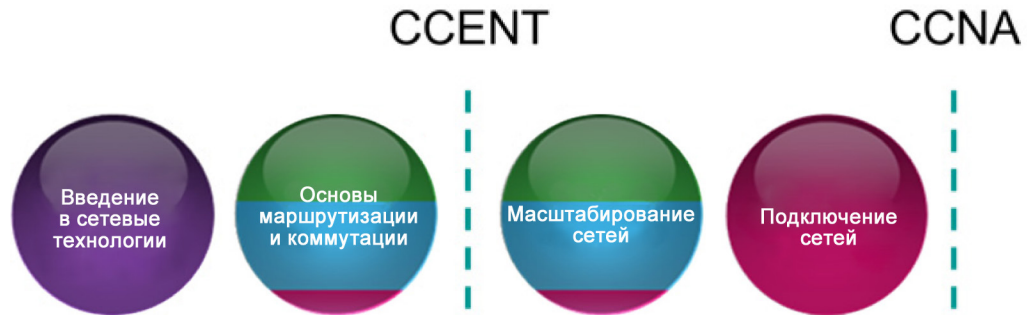 CCENT
CCNA
Введение
в сетевые
технологии
Основы
маршрутизации
и коммутации
Масштабирование
сетей
Подключение
сетей